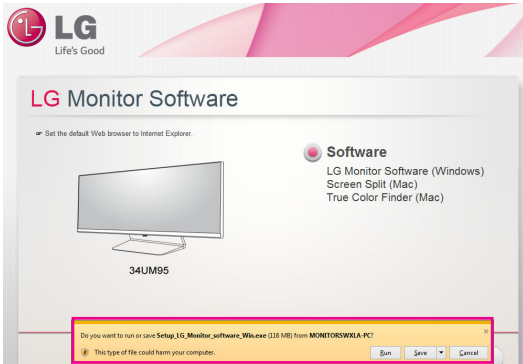 LG
Life's Good
LG Monitor Software
☞ Set the default Web browser to Internet Explorer.
Software
LG Monitor Software (Windows)
Screen Split (Mac)
True Color Finder (Mac)
34UM95
Do you want to run or save Setup_LG_Monitor_software_Win.exe (116 MB) from MONITORSWXLA-PC?
×
This type of file could harm your computer.
Run
Save
Cancel